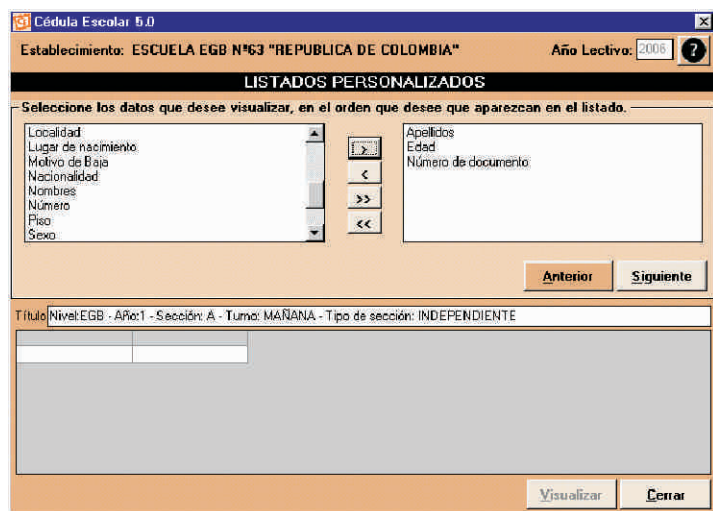 Cédula Escolar 5.0
Establecimiento: ESCUELA EGB Nº63 "REPUBLICA DE COLOMBIA" Año Lectivo: 2006 ?
LISTADOS PERSONALIZADOS
Seleccione los datos que desee visualizar, en el orden que desee que aparezcan en el listado.
Localidad
Lugar de nacimiento
Motivo de Baja
Nacionalidad
Nombres
Número
Piso
Sexo
>
<
>>
<<
Apellidos
Edad
Número de documento
Anterior Siguiente
Título Nivel:EGB - Año:1 - Sección: A - Turno: MAÑANA - Tipo de sección: INDEPENDIENTE
Visualizar Cerrar